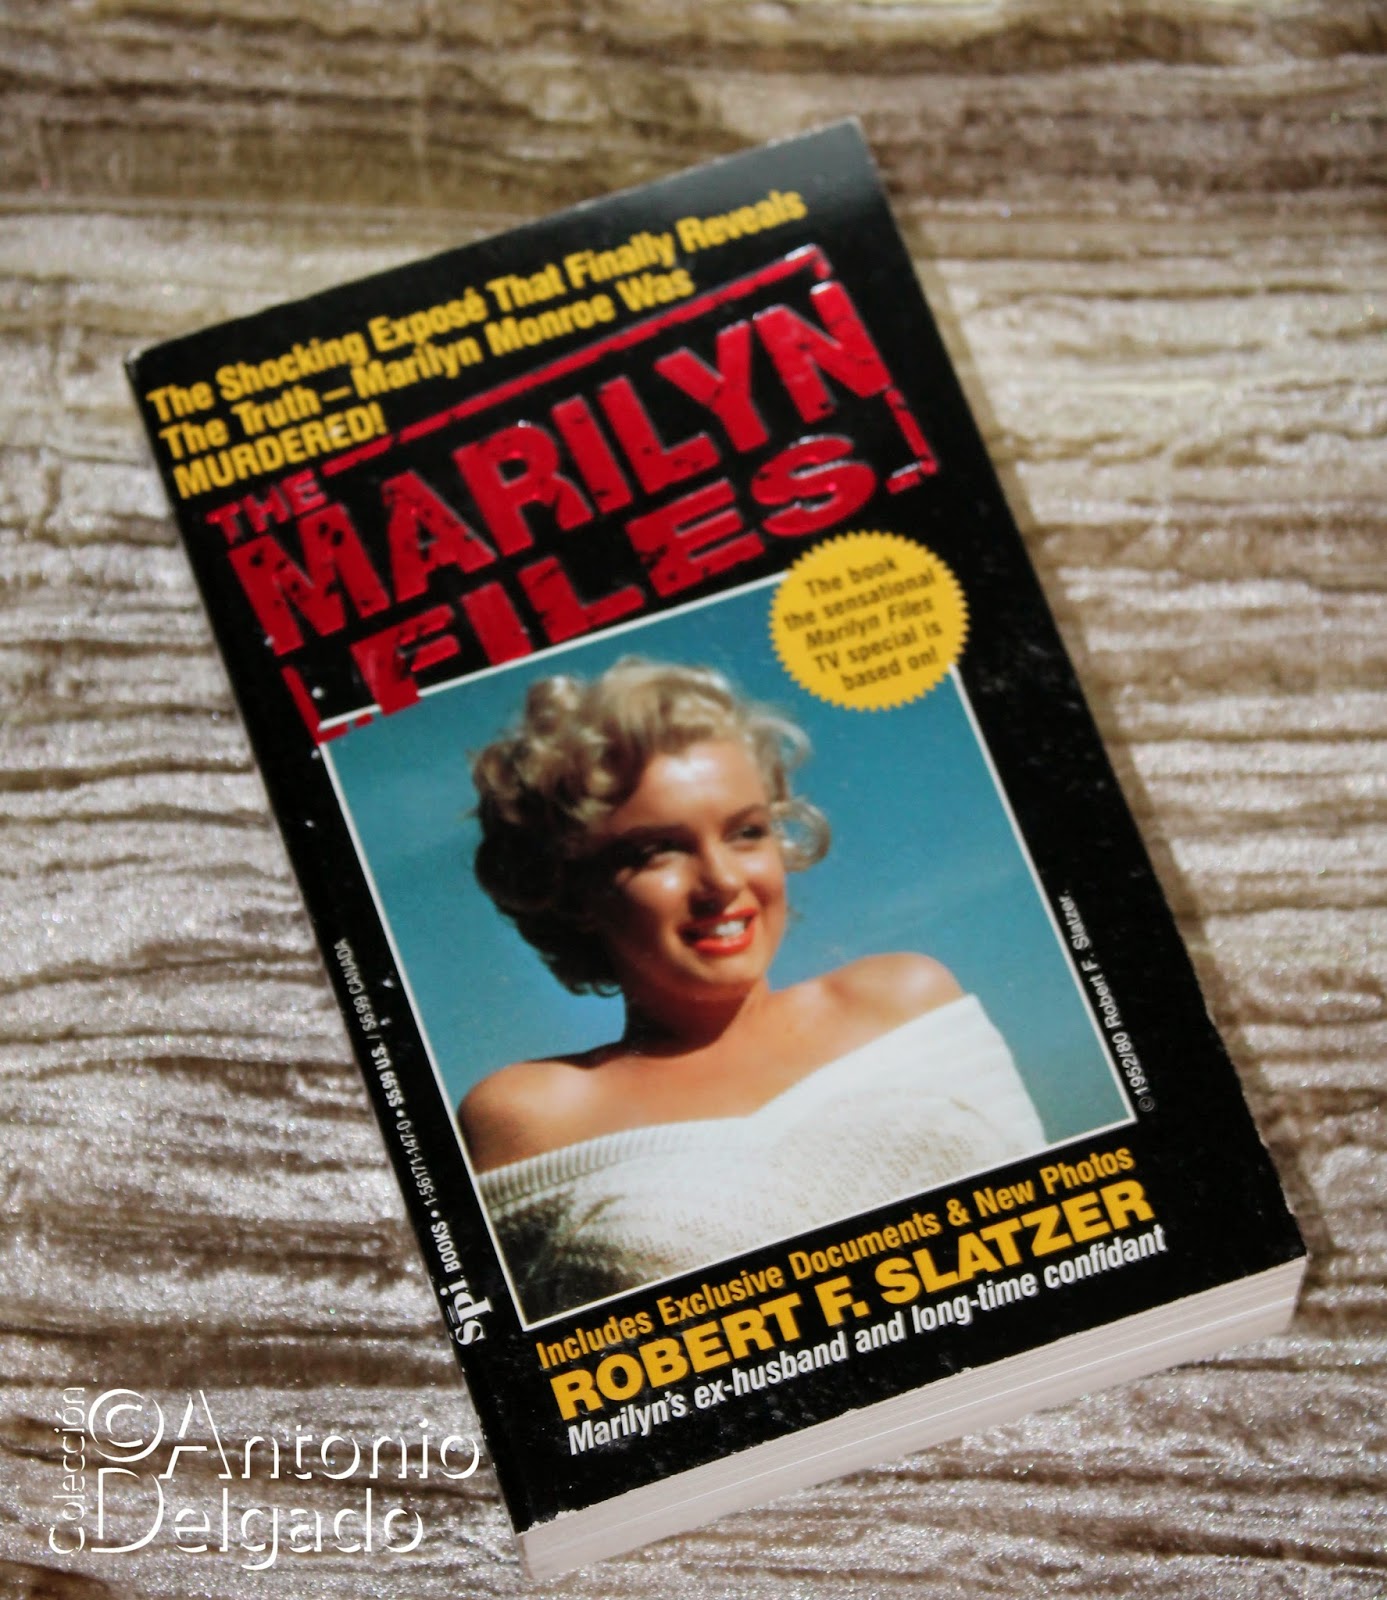 The Shocking Exposé That Finally Reveals
The Truth—Marilyn Monroe Was
MURDERED!
THE
MARILYN
FILES
The book
the sensational
Marilyn Files
TV special is
based on!
©1952/80 Robert F. Slatzer.
s.p.i. BOOKS • 1-56171-147-0 • $5.99 U.S. / $6.99 CANADA
Includes Exclusive Documents & New Photos
ROBERT F. SLATZER
Marilyn's ex-husband and long-time confidant
Colección
©Antonio
Delgado